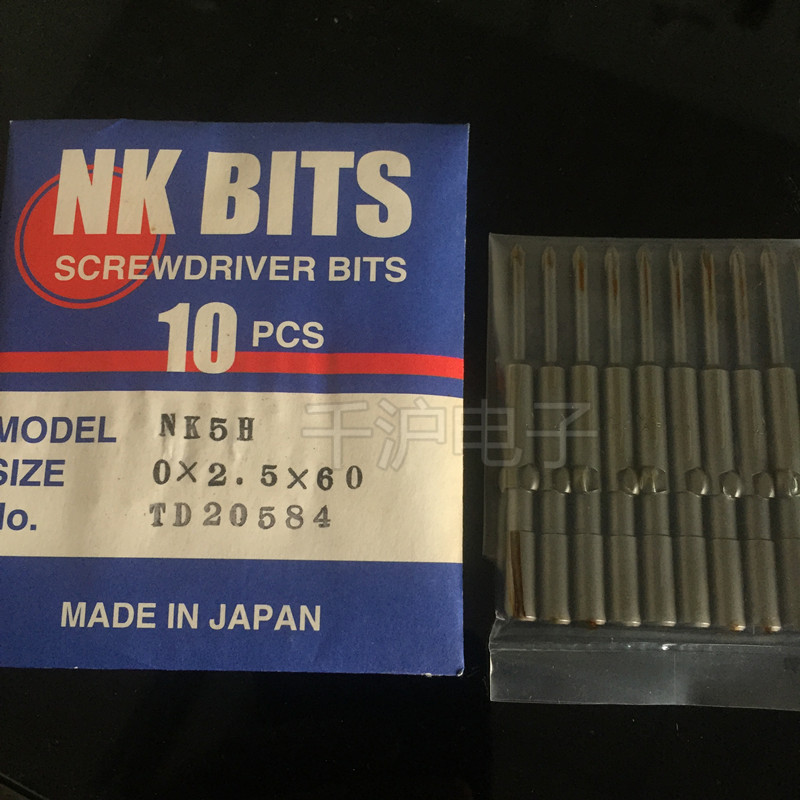 NK BITS
SCREWDRIVER BITS
10 PCS
MODEL NK5H
SIZE 0×2.5×60
No. TD20584
MADE IN JAPAN
千沪电子